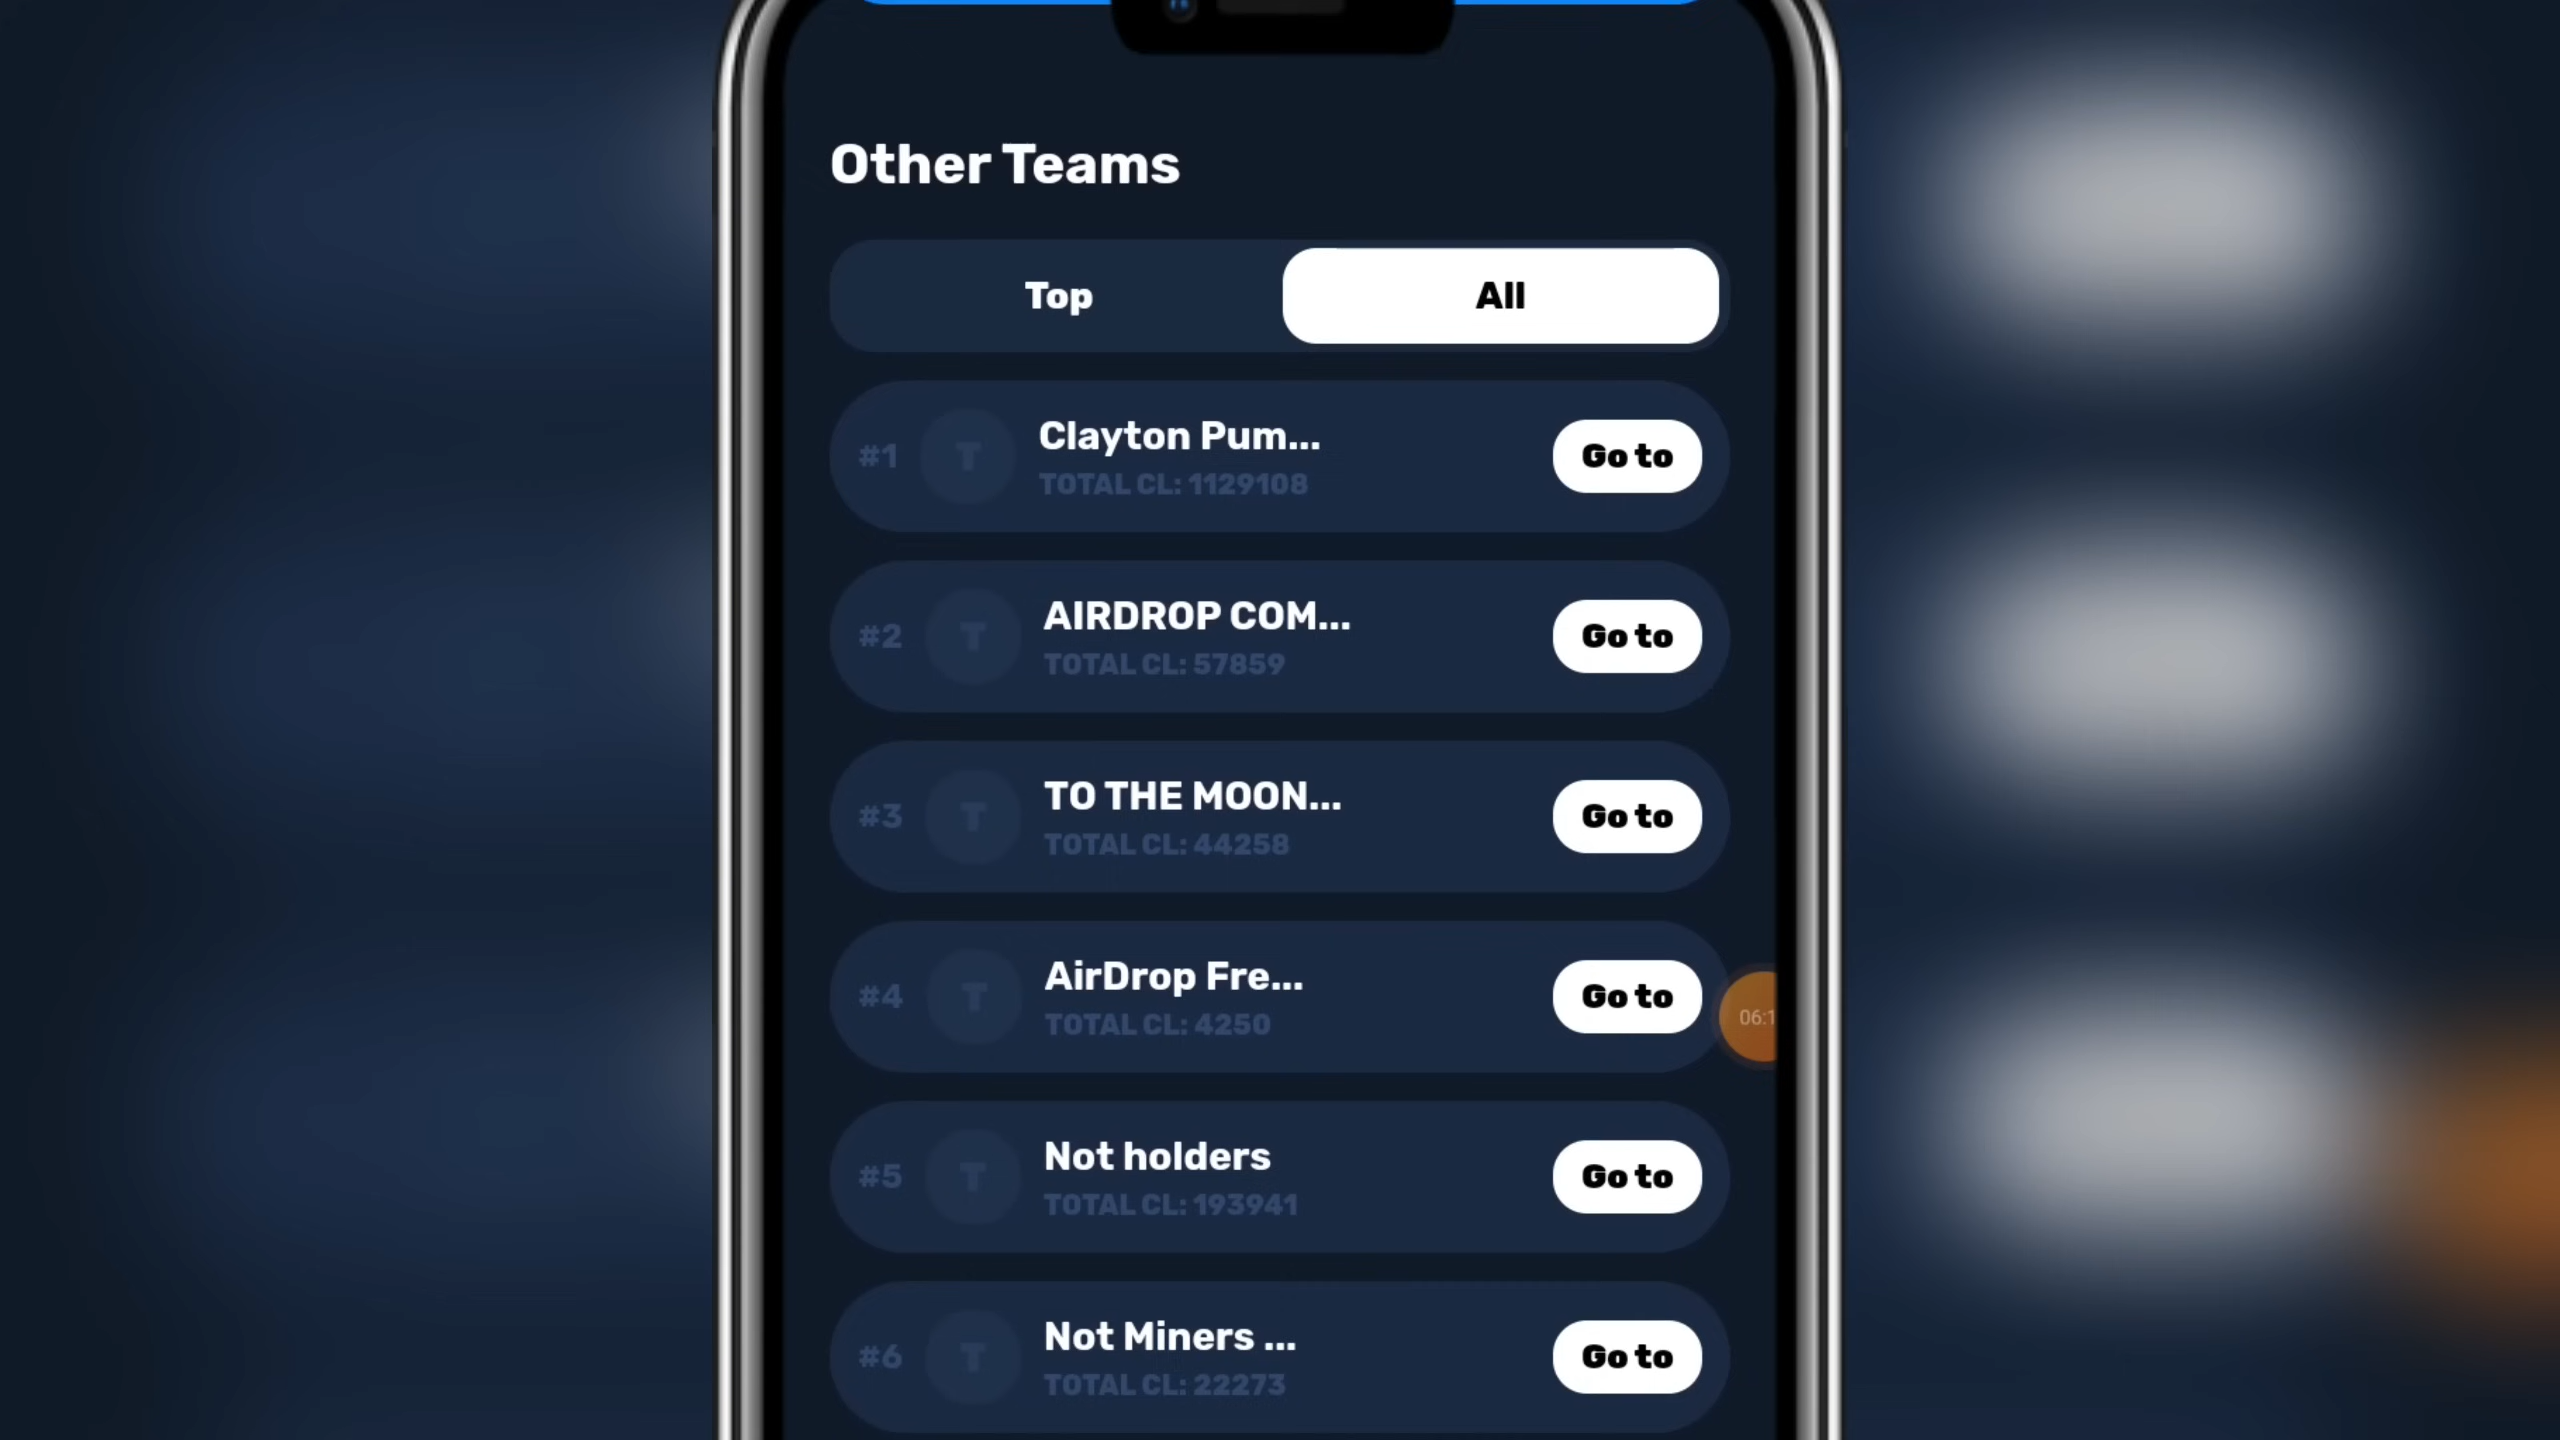 Other Teams
Top
All
#1
T
Clayton Pum...
TOTAL CL: 1129108
Go to
#2
T
AIRDROP COM...
TOTAL CL: 57859
Go to
#3
T
TO THE MOON...
TOTAL CL: 44258
Go to
#4
T
AirDrop Fre...
TOTAL CL: 4250
Go to
06:1
#5
T
Not holders
TOTAL CL: 193941
Go to
#6
T
Not Miners ...
TOTAL CL: 22273
Go to